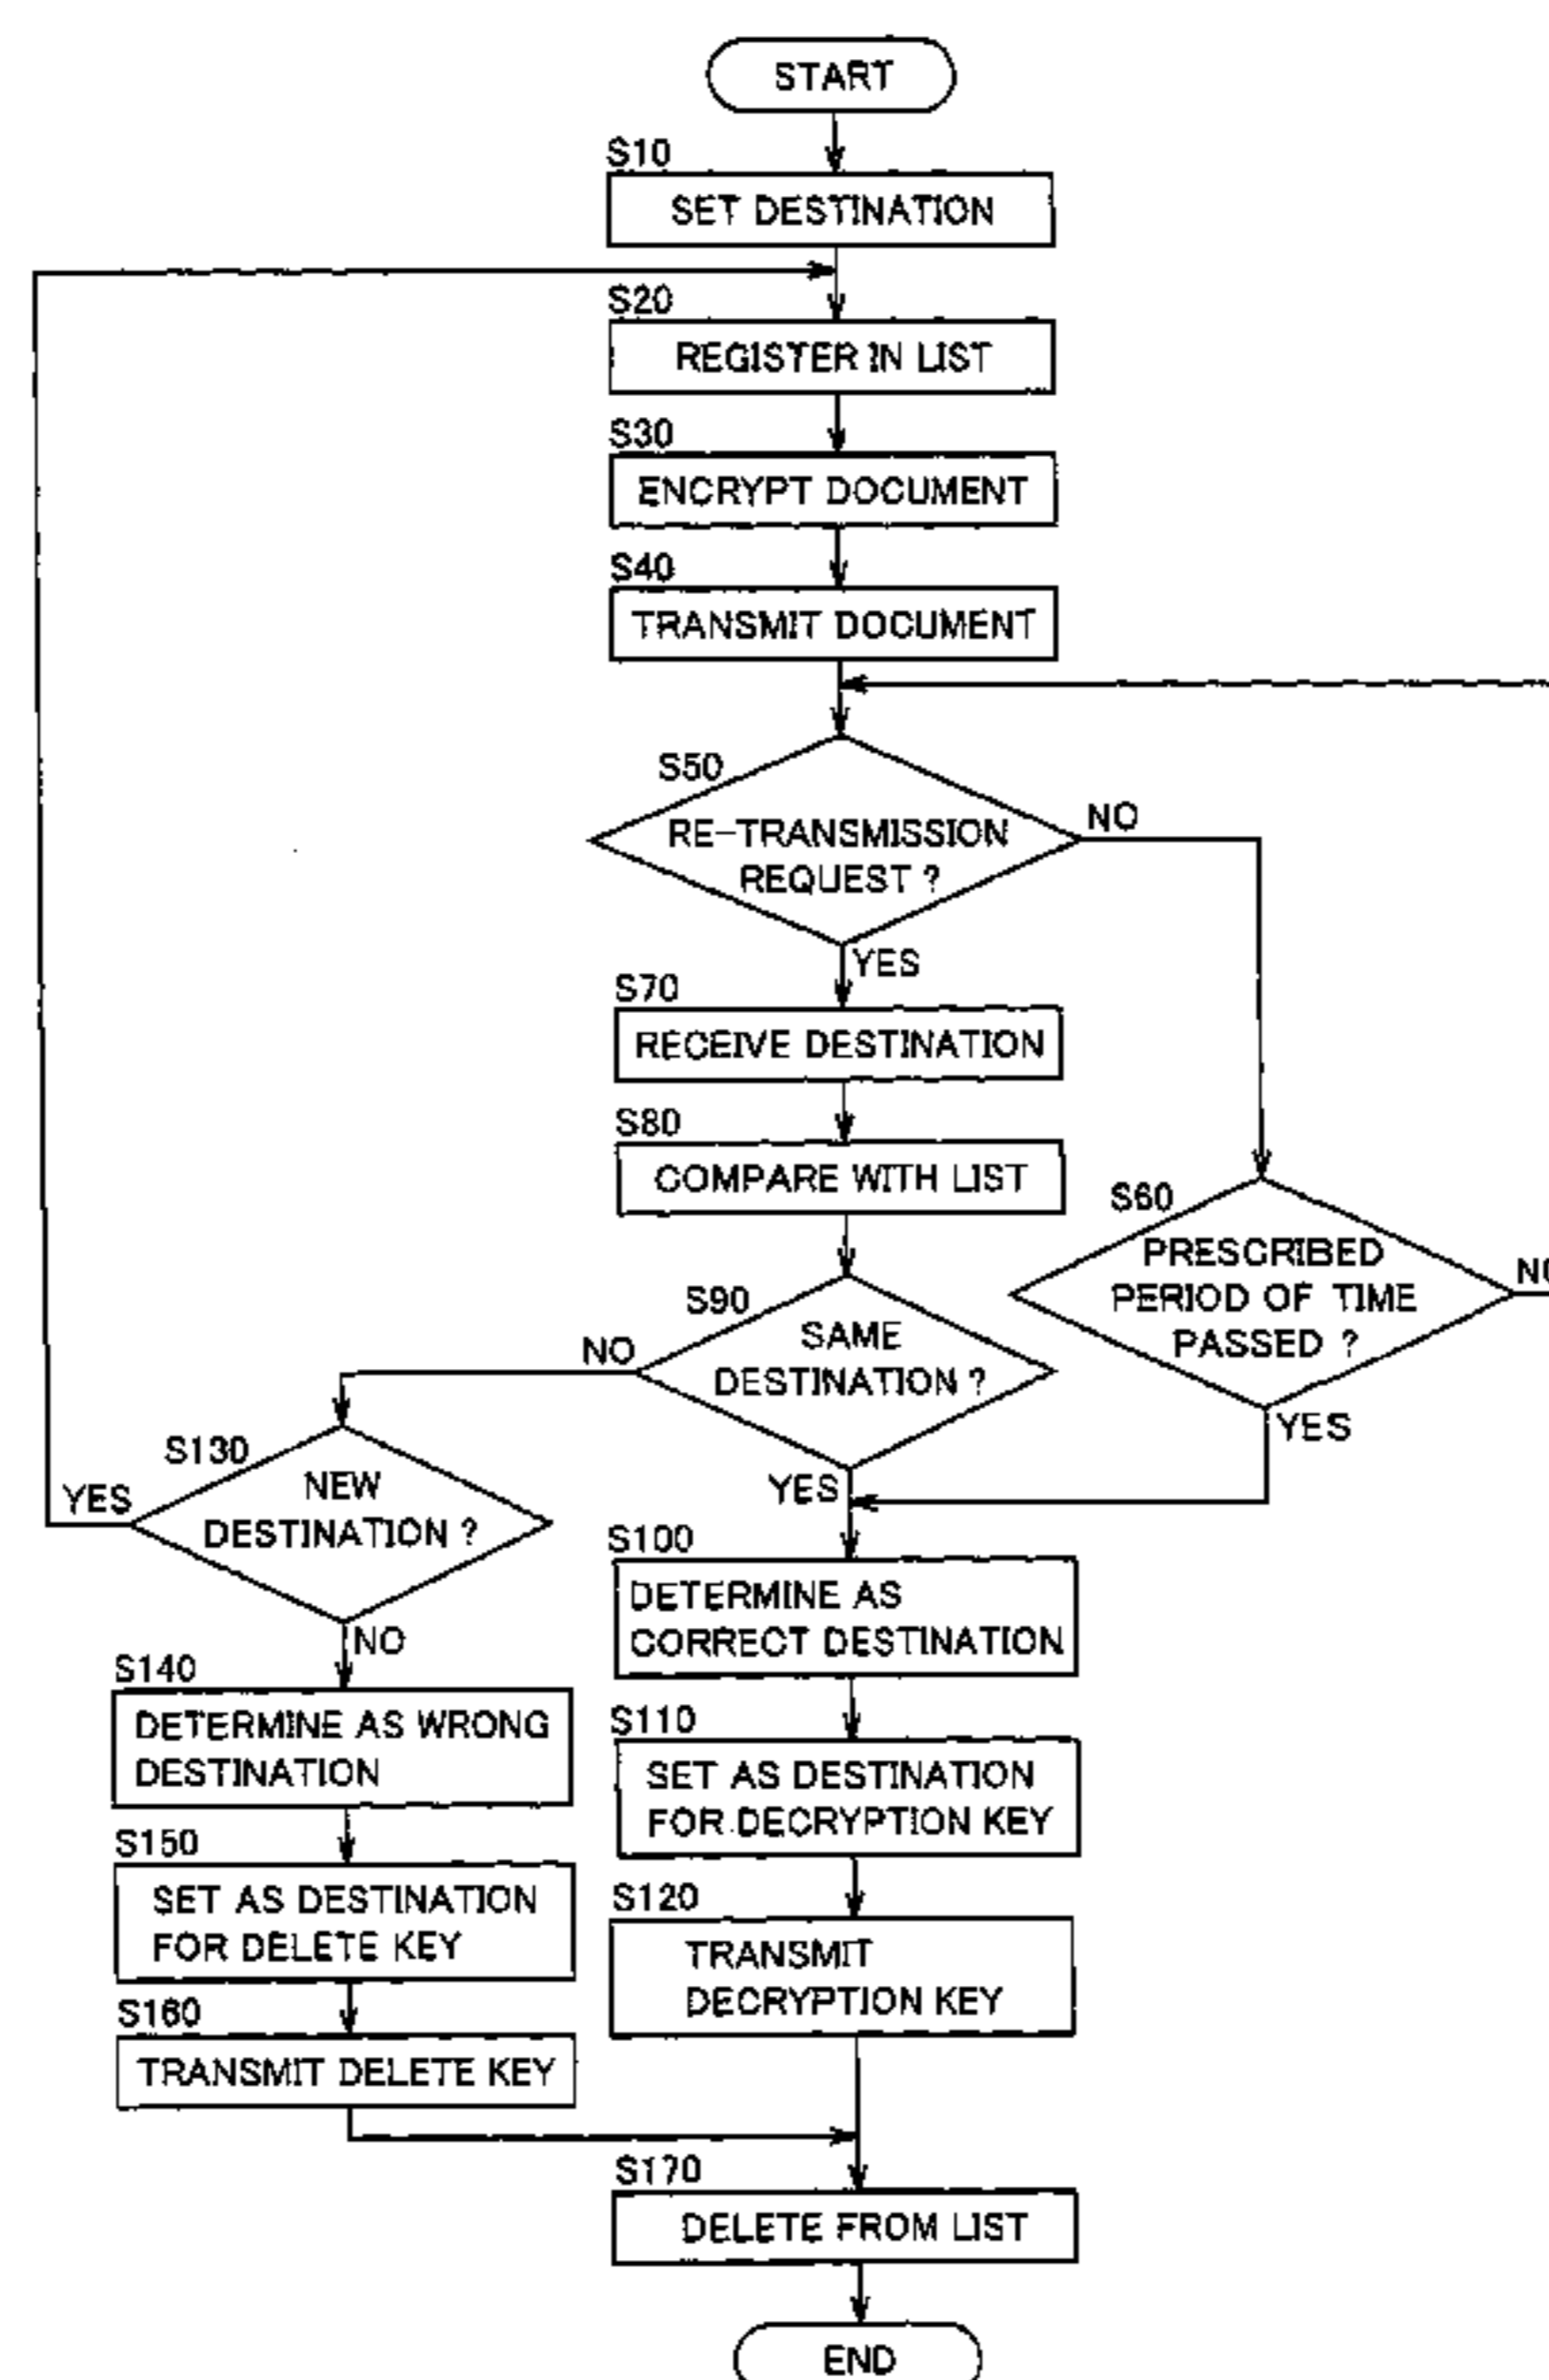 START
S10
SET DESTINATION
S20
REGISTER IN LIST
S30
ENCRYPT DOCUMENT
S40
TRANSMIT DOCUMENT
S50
RE-TRANSMISSION
REQUEST ?
NO
YES
S70
RECEIVE DESTINATION
S80
COMPARE WITH LIST
S60
PRESCRIBED
PERIOD OF TIME
PASSED ?
NO
YES
S90
SAME
DESTINATION ?
NO
YES
S130
NEW
DESTINATION ?
YES
NO
S100
DETERMINE AS
CORRECT DESTINATION
S140
DETERMINE AS WRONG
DESTINATION
S110
SET AS DESTINATION
FOR DECRYPTION KEY
S150
SET AS DESTINATION
FOR DELETE KEY
S120
TRANSMIT
DECRYPTION KEY
S160
TRANSMIT DELETE KEY
S170
DELETE FROM LIST
END